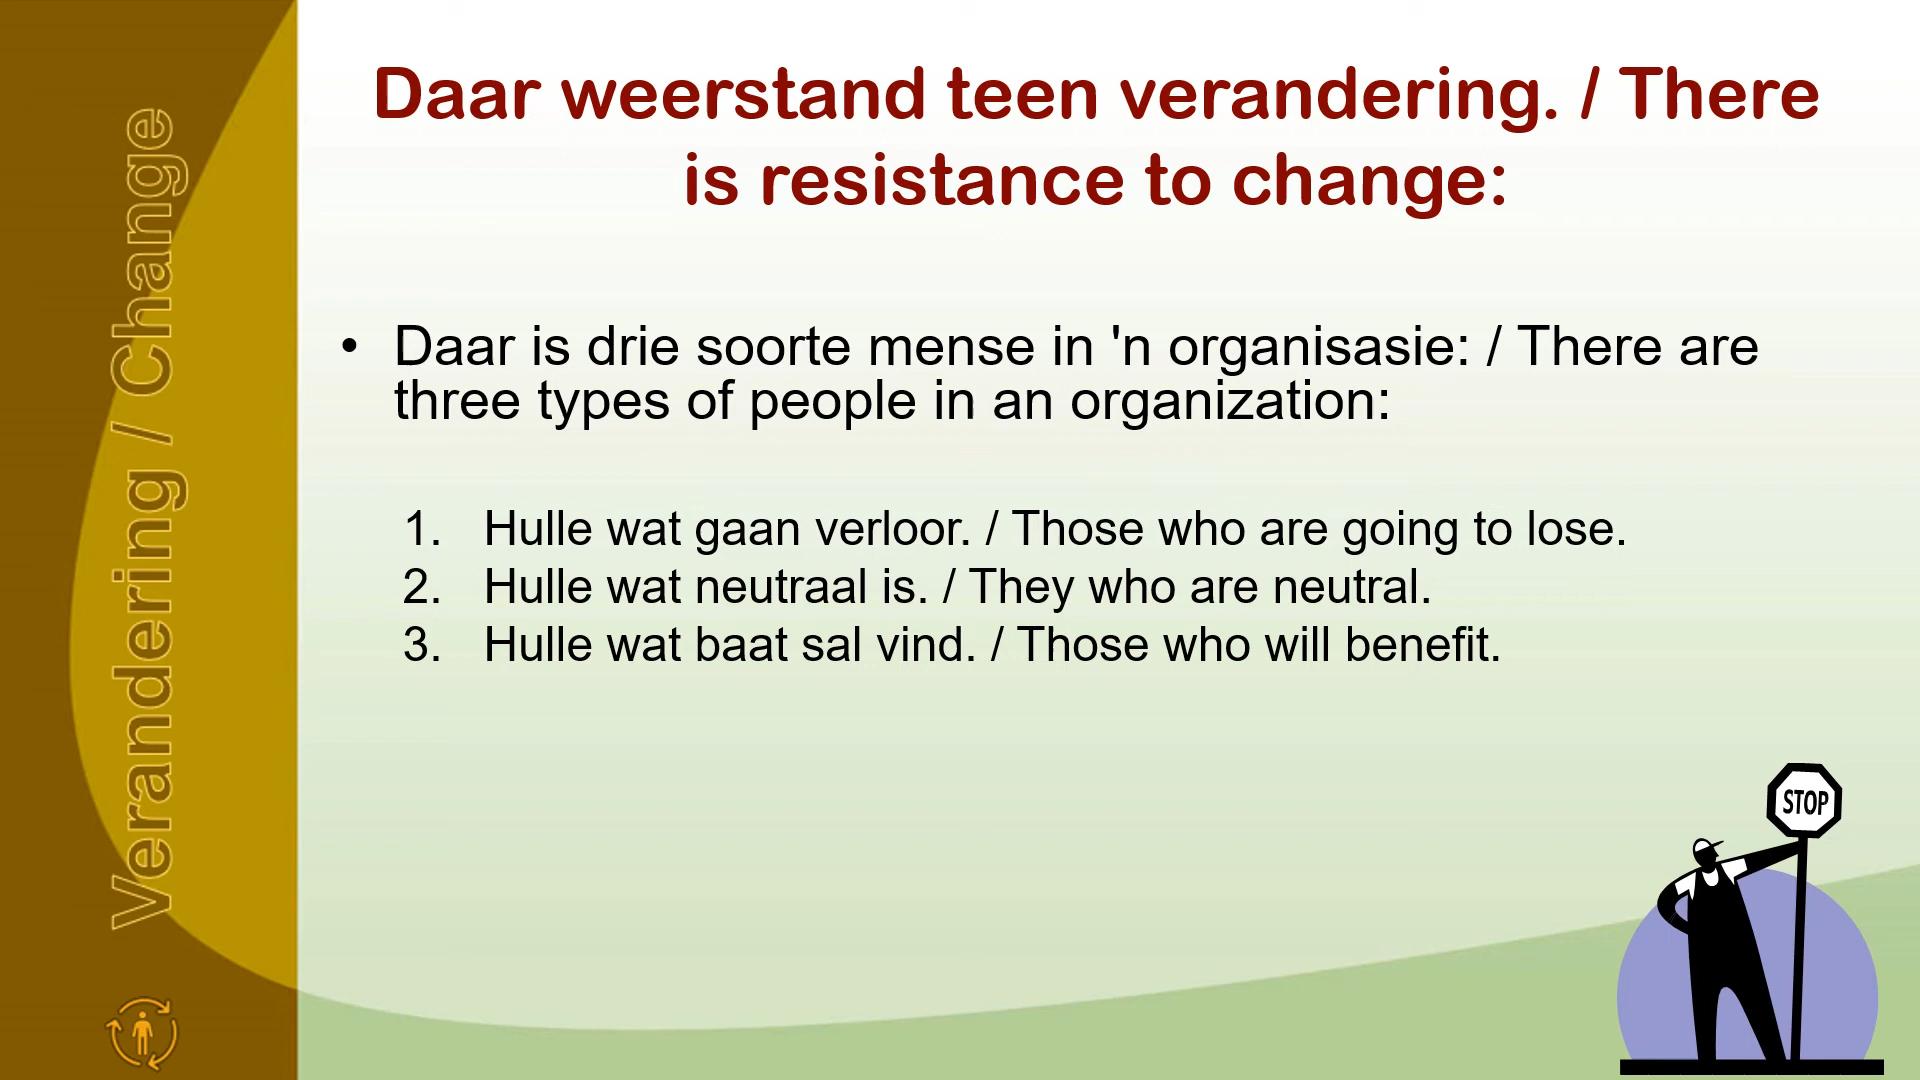 Verandering / Change
Daar weerstand teen verandering. / There
is resistance to change:
• Daar is drie soorte mense in 'n organisasie: / There are
three types of people in an organization:
1. Hulle wat gaan verloor. / Those who are going to lose.
2. Hulle wat neutraal is. / They who are neutral.
3. Hulle wat baat sal vind. / Those who will benefit.
STOP